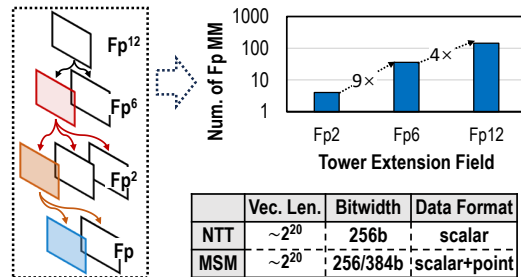 Fp¹²
Fp⁶
Fp²
Fp
Num. of Fp MM
1000
100
10
1
9×
4×
Fp2 Fp6 Fp12
Tower Extension Field
Vec. Len. Bitwidth Data Format
NTT ~2²⁰ 256b scalar
MSM ~2²⁰ 256/384b scalar+point